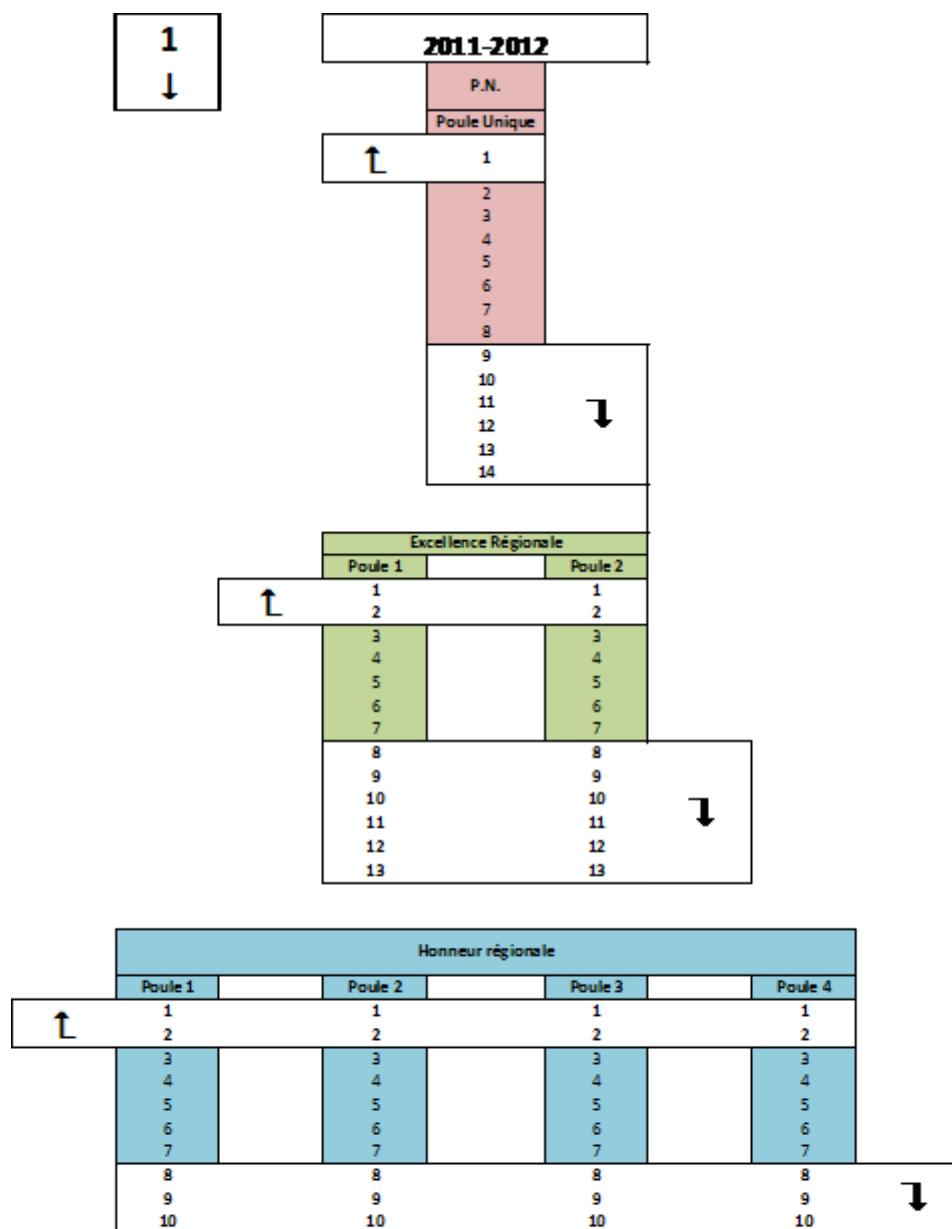 1
↓
2011-2012
P.N.
Poule Unique
1
2
3
4
5
6
7
8
9
10
11
12
13
14
Excellence Régionale
Poule 1 Poule 2
1 1
2 2
3 3
4 4
5 5
6 6
7 7
8 8
9 9
10 10
11 11
12 12
13 13
Honneur régionale
Poule 1 Poule 2 Poule 3 Poule 4
1 1 1 1
2 2 2 2
3 3 3 3
4 4 4 4
5 5 5 5
6 6 6 6
7 7 7 7
8 8 8 8
9 9 9 9
10 10 10 10